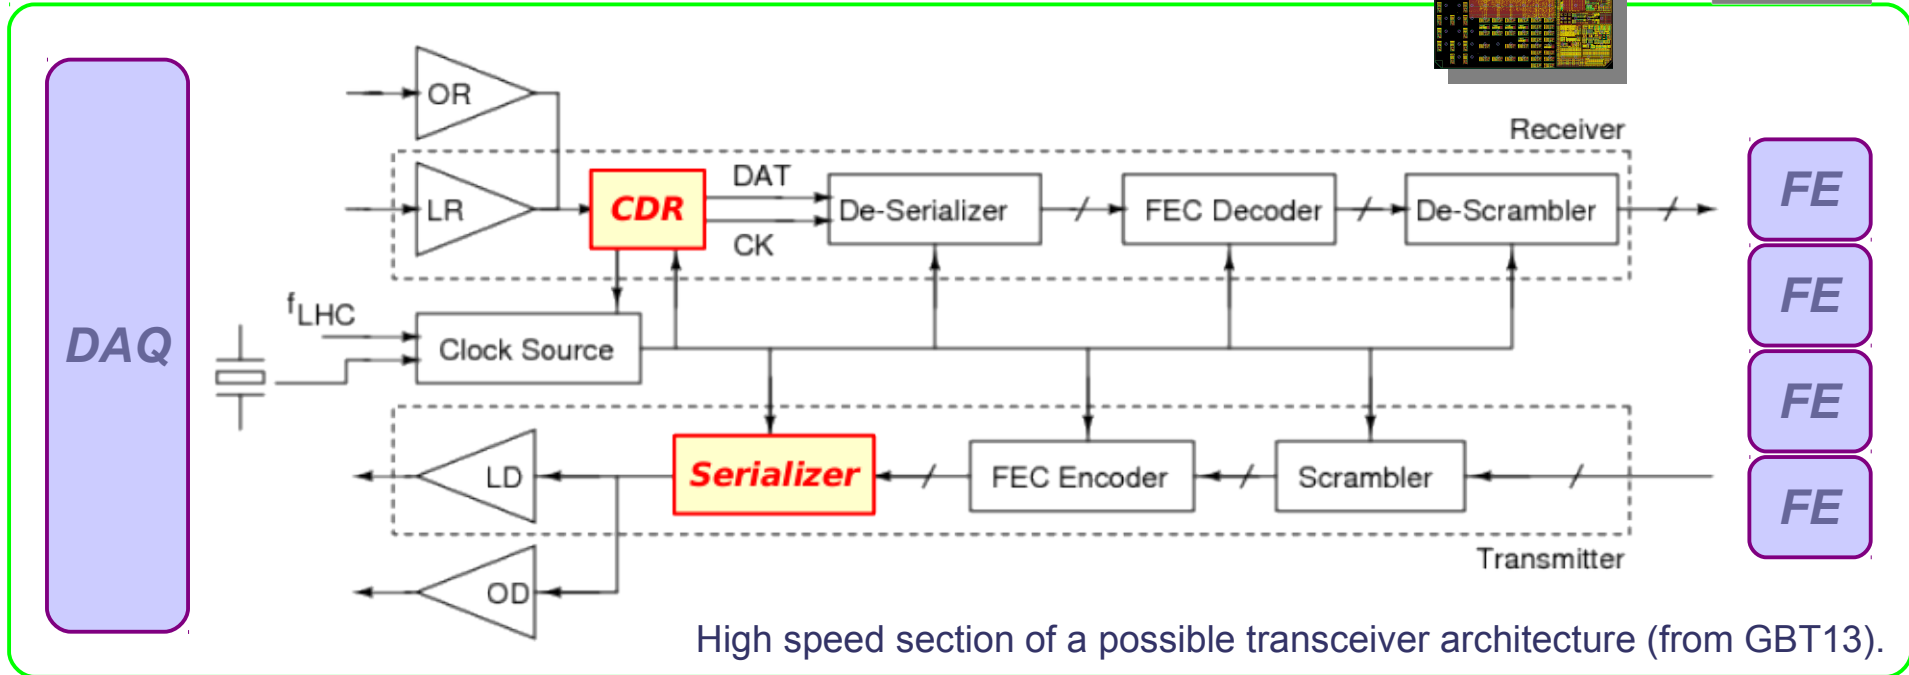 OR
Receiver
DAT
LR
CDR
De-Serializer
FEC Decoder
De-Scrambler
CK
FE
FE
FE
FE
fLHC
DAQ
Clock Source
LD
Serializer
FEC Encoder
Scrambler
Transmitter
OD
High speed section of a possible transceiver architecture (from GBT13).